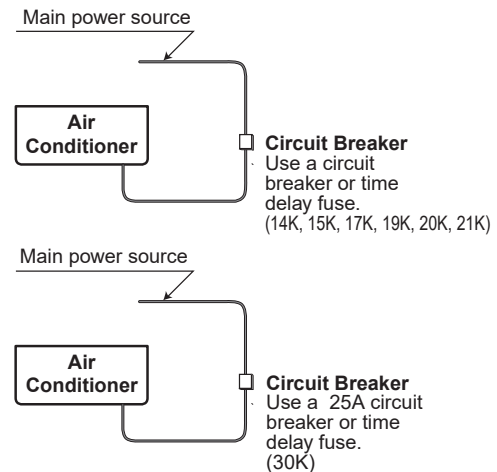 Main power source
Air
Conditioner
Circuit Breaker
Use a circuit
breaker or time
delay fuse.
(14K, 15K, 17K, 19K, 20K, 21K)
Main power source
Air
Conditioner
Circuit Breaker
Use a 25A circuit
breaker or time
delay fuse.
(30K)